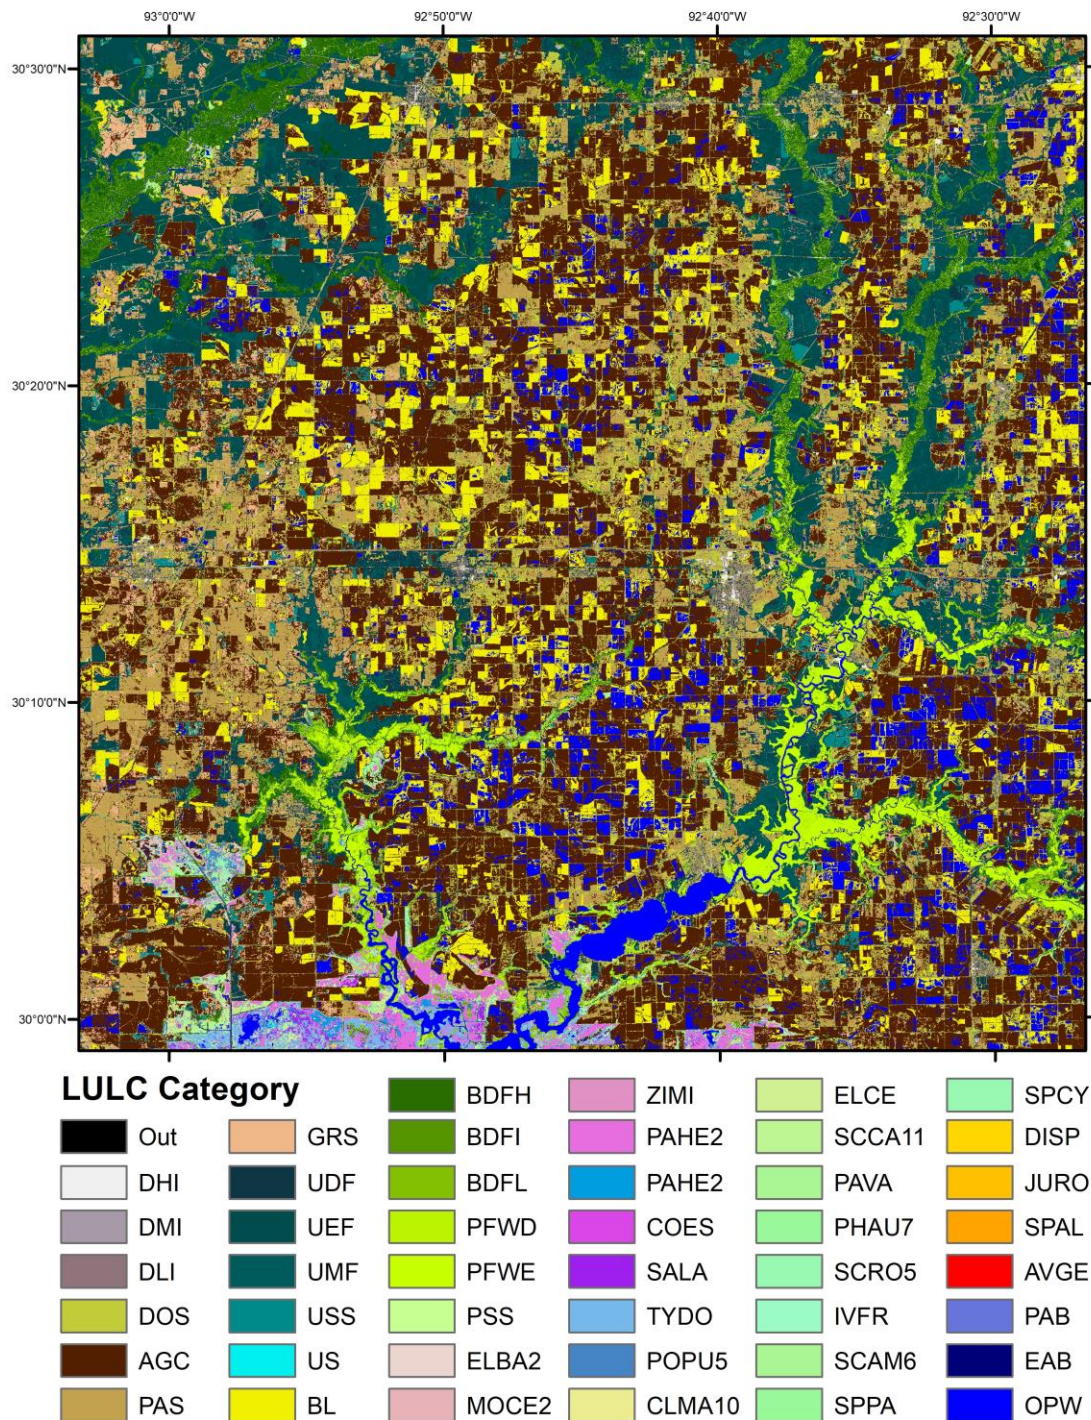 93°0'0"W 92°50'0"W 92°40'0"W 92°30'0"W
30°30'0"N
30°20'0"N
30°10'0"N
30°0'0"N
LULC Category
BDFH ZIMI ELCE SPCY
Out GRS BDFI PAHE2 SCCA11 DISP
DHI UDF BDFL PAHE2 PAVA JURO
DMI UEF PFWD COES PHAU7 SPAL
DLI UMF PFWE SALA SCRO5 AVGE
DOS USS PSS TYDO IVFR PAB
AGC US ELBA2 POPU5 SCAM6 EAB
PAS BL MOCE2 CLMA10 SPPA OPW